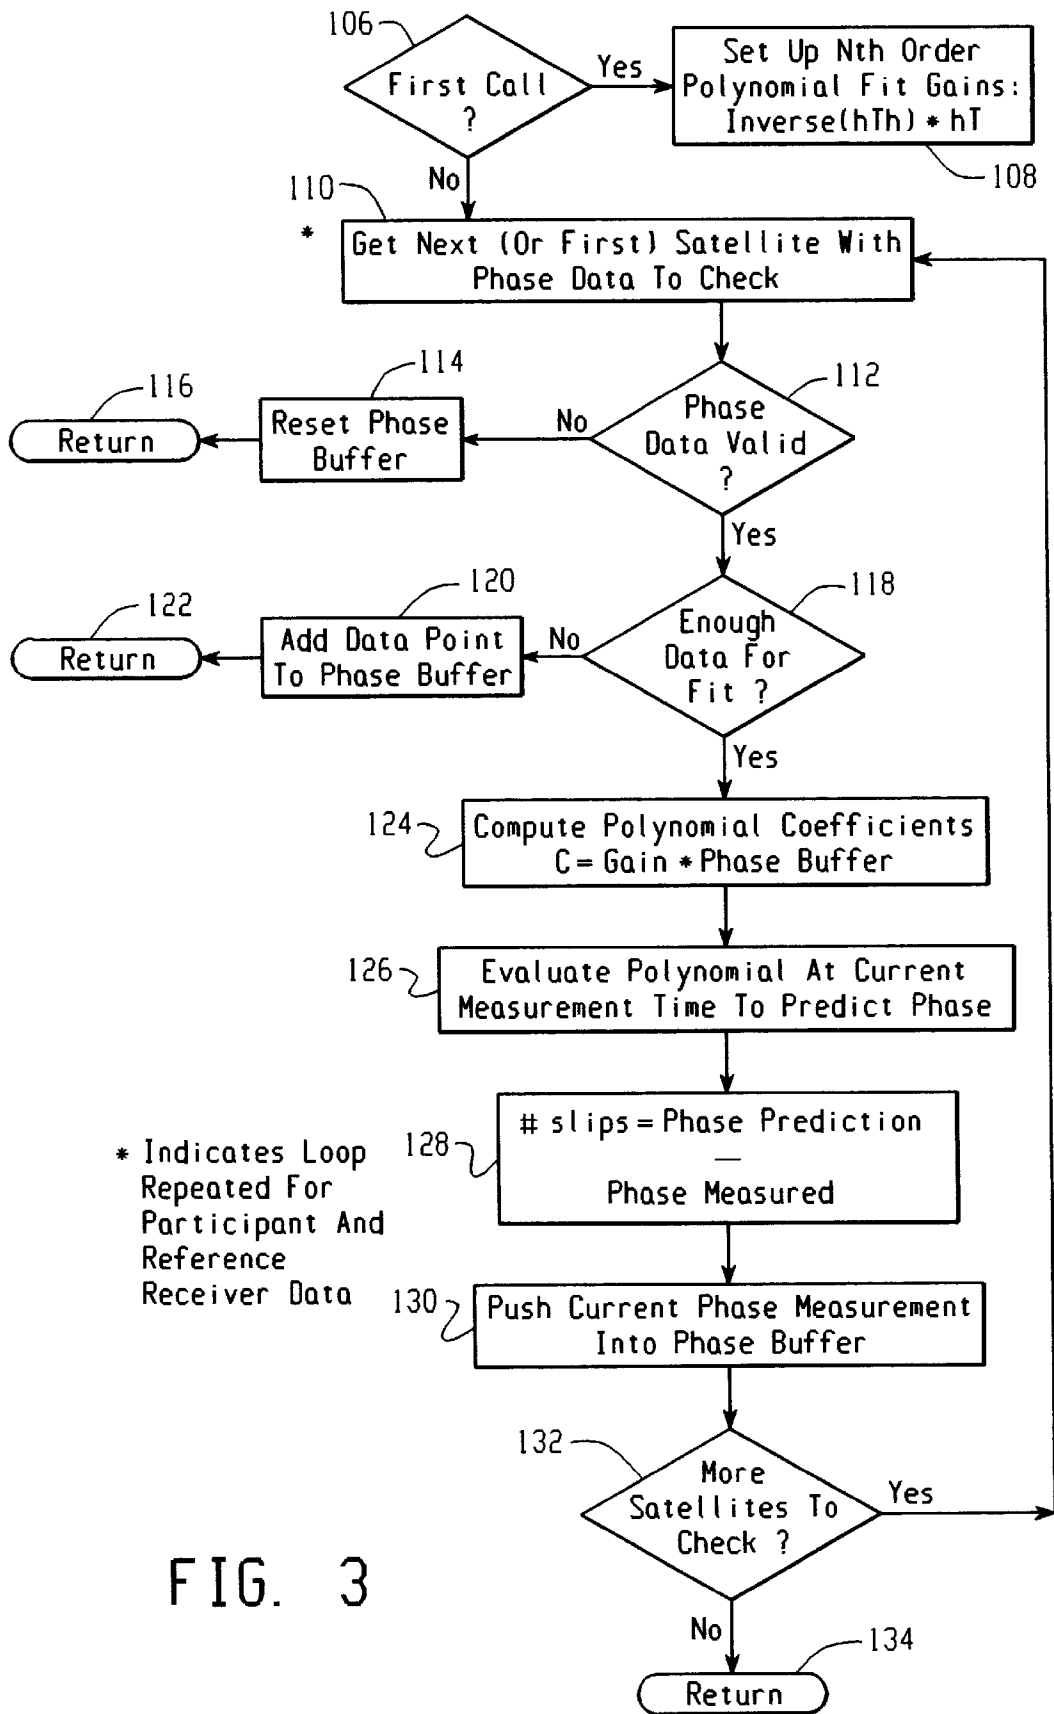 106
First Call
?
Yes
Set Up Nth Order
Polynomial Fit Gains:
Inverse(hTh) * hT
108
No
110
*
Get Next (Or First) Satellite With
Phase Data To Check
112
Phase
Data Valid
?
No
114
Reset Phase
Buffer
116
Return
Yes
118
Enough
Data For
Fit ?
No
120
Add Data Point
To Phase Buffer
122
Return
Yes
124
Compute Polynomial Coefficients
C = Gain * Phase Buffer
126
Evaluate Polynomial At Current
Measurement Time To Predict Phase
128
# slips = Phase Prediction
—
Phase Measured
* Indicates Loop
Repeated For
Participant And
Reference
Receiver Data
130
Push Current Phase Measurement
Into Phase Buffer
132
More
Satellites To
Check ?
Yes
No
134
Return
FIG. 3